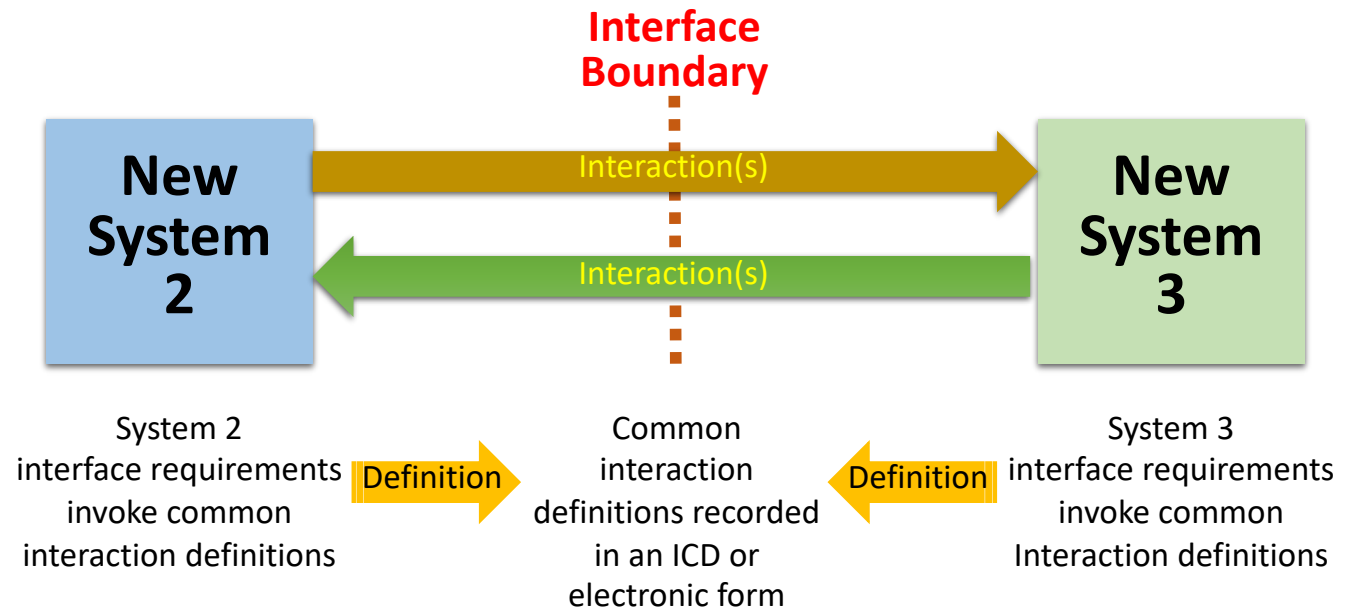 Interface
Boundary
New
System
2
Interaction(s)
Interaction(s)
New
System
3
System 2
interface requirements
invoke common
interaction definitions
Definition
Common
interaction
definitions recorded
in an ICD or
electronic form
Definition
System 3
interface requirements
invoke common
Interaction definitions